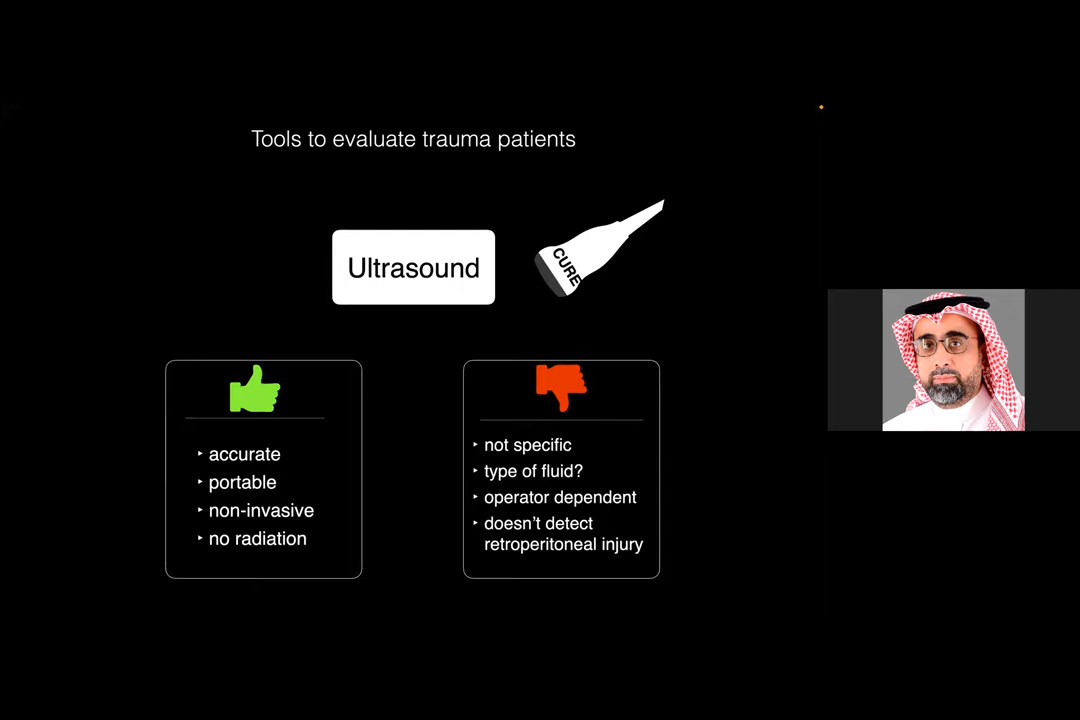 Tools to evaluate trauma patients
Ultrasound
CURE
‣ accurate
‣ portable
‣ non-invasive
‣ no radiation
‣ not specific
‣ type of fluid?
‣ operator dependent
‣ doesn’t detect
retroperitoneal injury